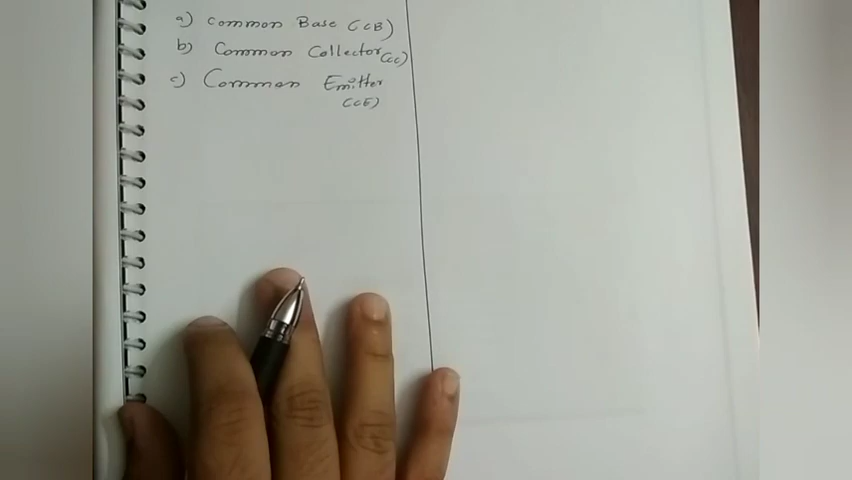 a) Common Base (CB)
b) Common Collector (CC)
c) Common Emitter
(CE)